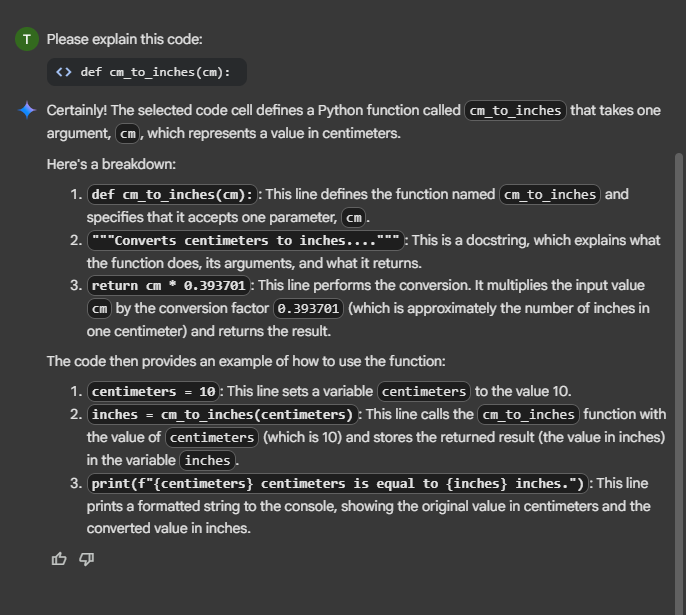 T Please explain this code:
<> def cm_to_inches(cm):
Certainly! The selected code cell defines a Python function called cm_to_inches that takes one
argument, cm, which represents a value in centimeters.
Here's a breakdown:
1. def cm_to_inches(cm):: This line defines the function named cm_to_inches and
specifies that it accepts one parameter, cm.
2. """Converts centimeters to inches....""": This is a docstring, which explains what
the function does, its arguments, and what it returns.
3. return cm * 0.393701: This line performs the conversion. It multiplies the input value
cm by the conversion factor 0.393701 (which is approximately the number of inches in
one centimeter) and returns the result.
The code then provides an example of how to use the function:
1. centimeters = 10: This line sets a variable centimeters to the value 10.
2. inches = cm_to_inches(centimeters): This line calls the cm_to_inches function with
the value of centimeters (which is 10) and stores the returned result (the value in inches)
in the variable inches.
3. print(f"{centimeters} centimeters is equal to {inches} inches."): This line
prints a formatted string to the console, showing the original value in centimeters and the
converted value in inches.